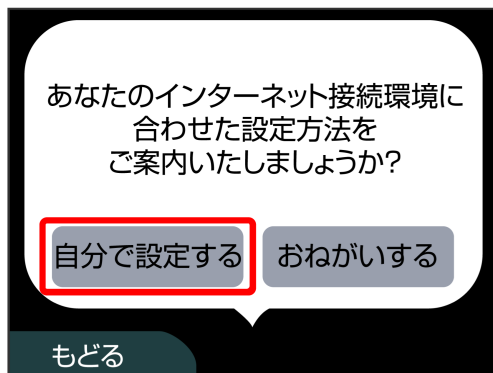 あなたのインターネット接続環境に
合わせた設定方法を
ご案内いたしましょうか?
自分で設定する
おねがいする
もどる